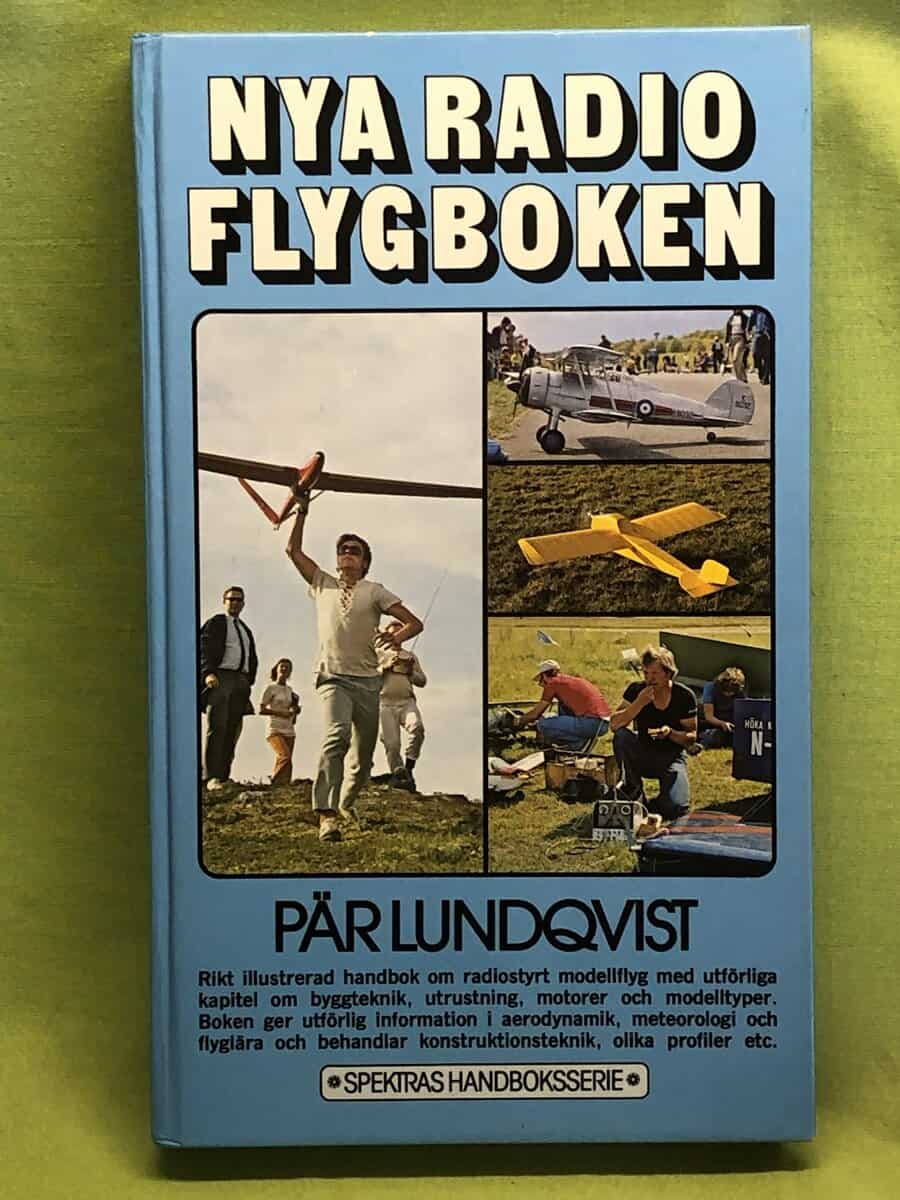 NYA RADIO
FLYGBOKEN
HÖKA
N-
PÄR LUNDQVIST
Rikt illustrerad handbok om radiostyrt modellflyg med utförliga
kapitel om byggteknik, utrustning, motorer och modelltyper.
Boken ger utförlig information i aerodynamik, meteorologi och
flyglära och behandlar konstruktionsteknik, olika profiler etc.
SPEKTRAS HANDBOKSSERIE